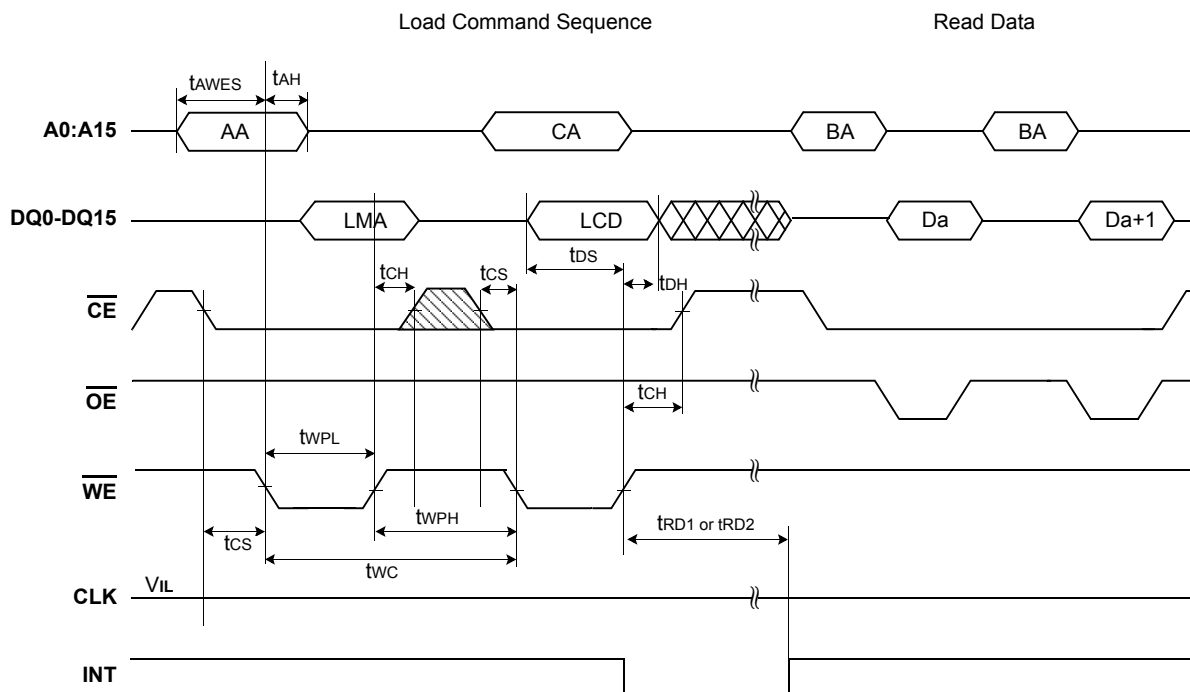 Load Command Sequence Read Data
tAWES tAH
A0:A15 AA CA BA BA
DQ0-DQ15 LMA LCD Da Da+1
tDS
tCH tCS tDH
CE
OE
tCH
tWPL
WE
tWPH tRD1 or tRD2
tCS
tWC
CLK VIL
INT